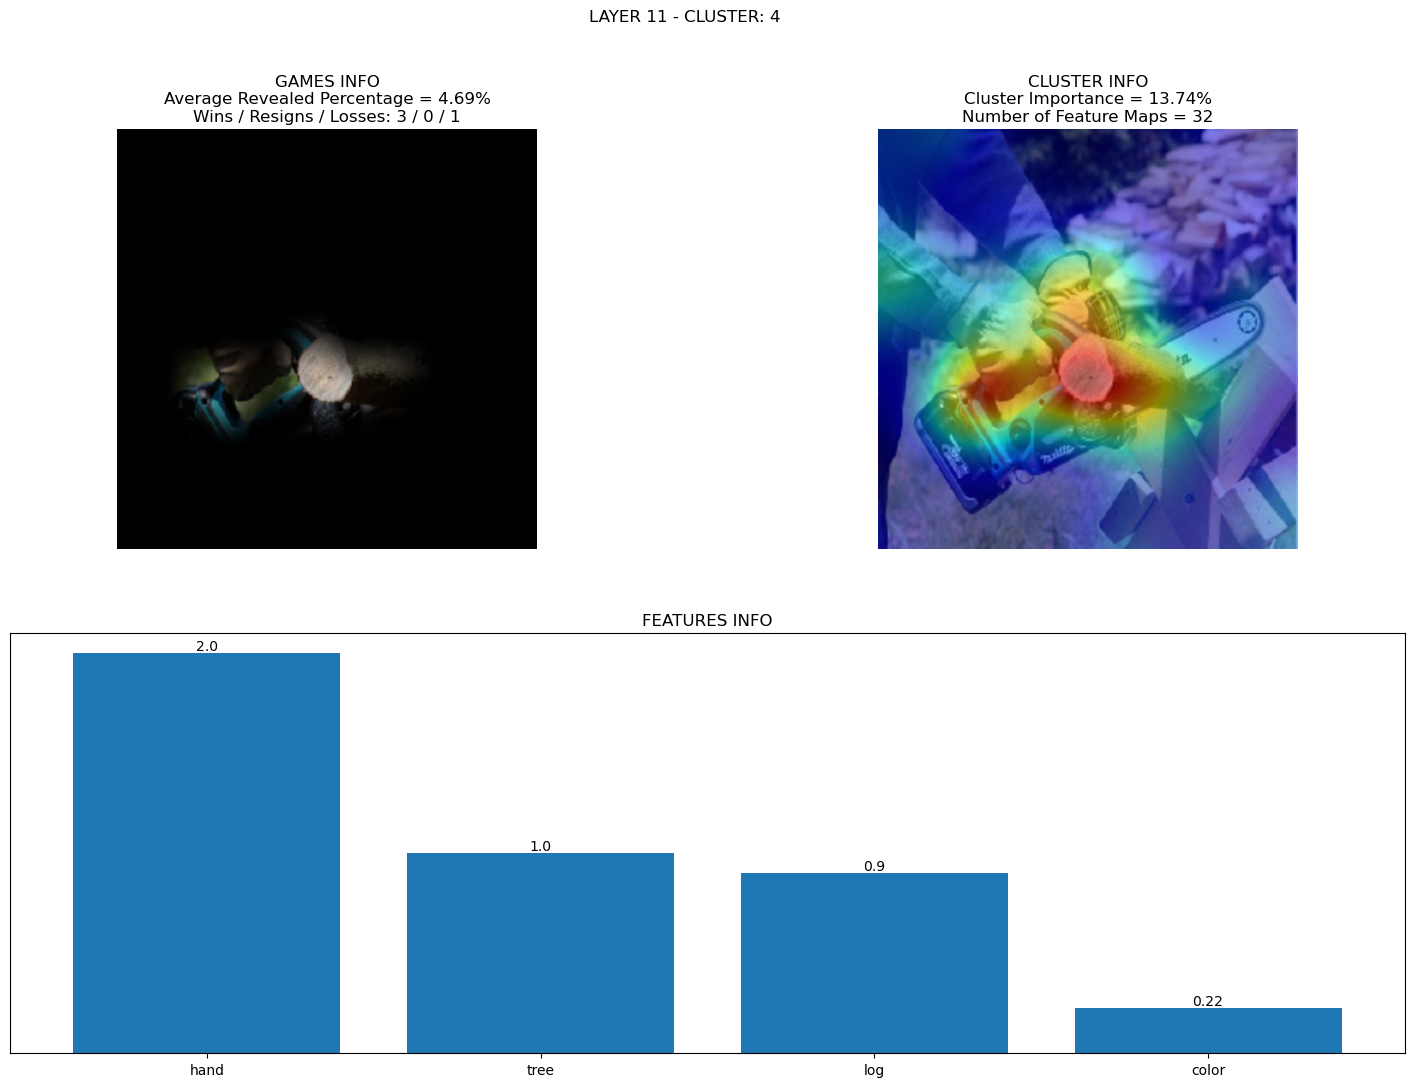 LAYER 11 - CLUSTER: 4
GAMES INFO
Average Revealed Percentage = 4.69%
Wins / Resigns / Losses: 3 / 0 / 1
CLUSTER INFO
Cluster Importance = 13.74%
Number of Feature Maps = 32
FEATURES INFO
2.0
1.0
0.9
0.22
hand
tree
log
color